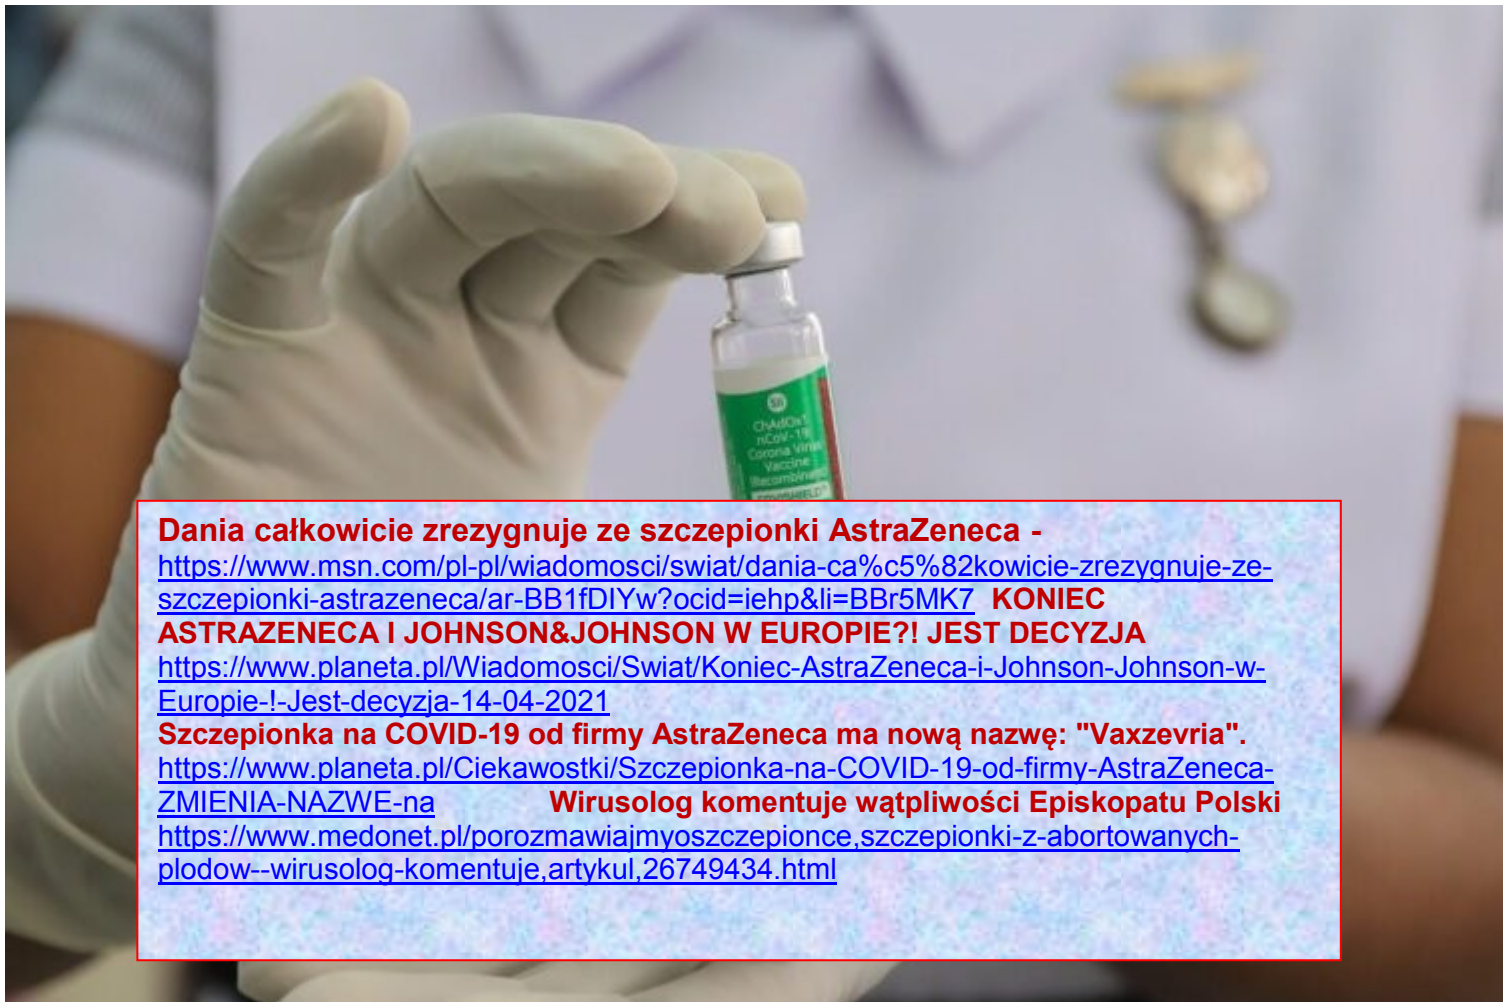 SII
ChAdOx1
nCoV-19
Corona Virus
Vaccine
(Recombinant)
COVISHIELD
Dania całkowicie zrezygnuje ze szczepionki AstraZeneca -
https://www.msn.com/pl-pl/wiadomosci/swiat/dania-ca%c5%82kowicie-zrezygnuje-ze-
szczepionki-astrazeneca/ar-BB1fDIYw?ocid=iehp&li=BBr5MK7 KONIEC
ASTRAZENECA I JOHNSON&JOHNSON W EUROPIE?! JEST DECYZJA
https://www.planeta.pl/Wiadomosci/Swiat/Koniec-AstraZeneca-i-Johnson-Johnson-w-
Europie-!-Jest-decyzja-14-04-2021
Szczepionka na COVID-19 od firmy AstraZeneca ma nową nazwę: "Vaxzevria".
https://www.planeta.pl/Ciekawostki/Szczepionka-na-COVID-19-od-firmy-AstraZeneca-
ZMIENIA-NAZWE-na Wirusolog komentuje wątpliwości Episkopatu Polski
https://www.medonet.pl/porozmawiajmyoszczepionce,szczepionki-z-abortowanych-
plodow--wirusolog-komentuje,artykul,26749434.html